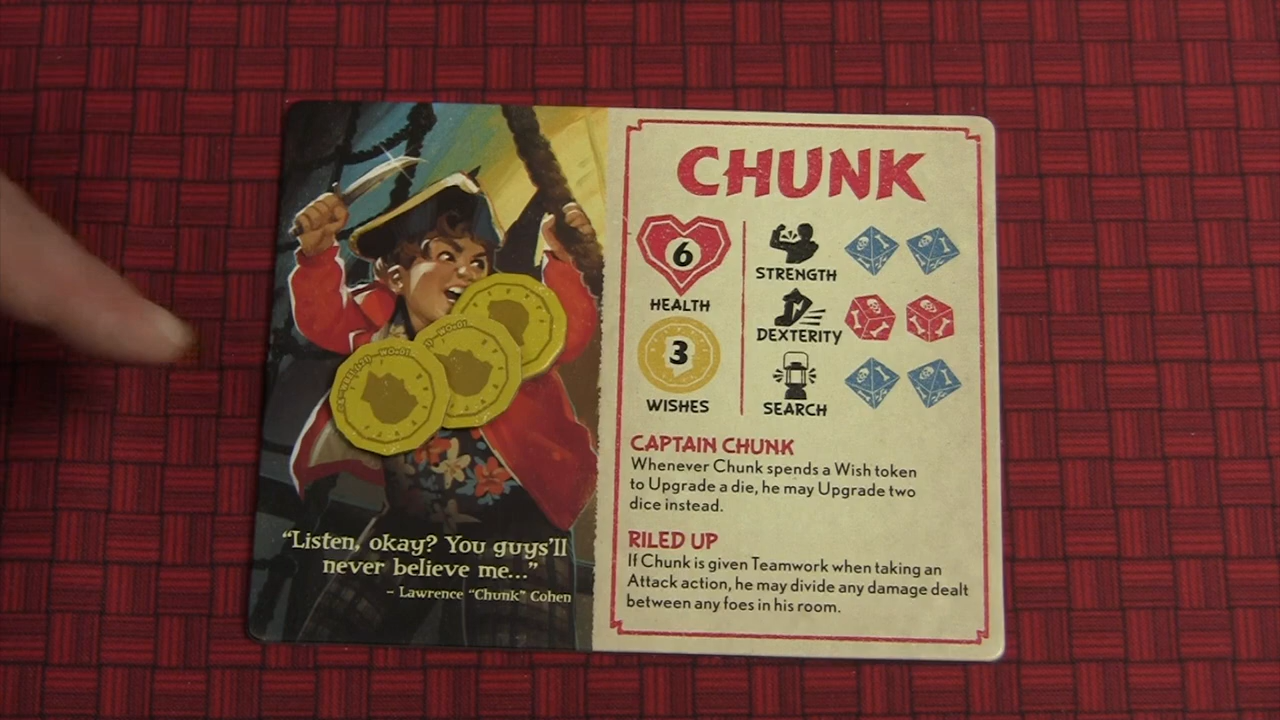 CHUNK
6
HEALTH
3
WISHES
STRENGTH
DEXTERITY
SEARCH
CAPTAIN CHUNK
Whenever Chunk spends a Wish token
to Upgrade a die, he may Upgrade two
dice instead.
RILED UP
If Chunk is given Teamwork when taking an
Attack action, he may divide any damage dealt
between any foes in his room.
“Listen, okay? You guys’ll
never believe me...”
– Lawrence “Chunk” Cohen